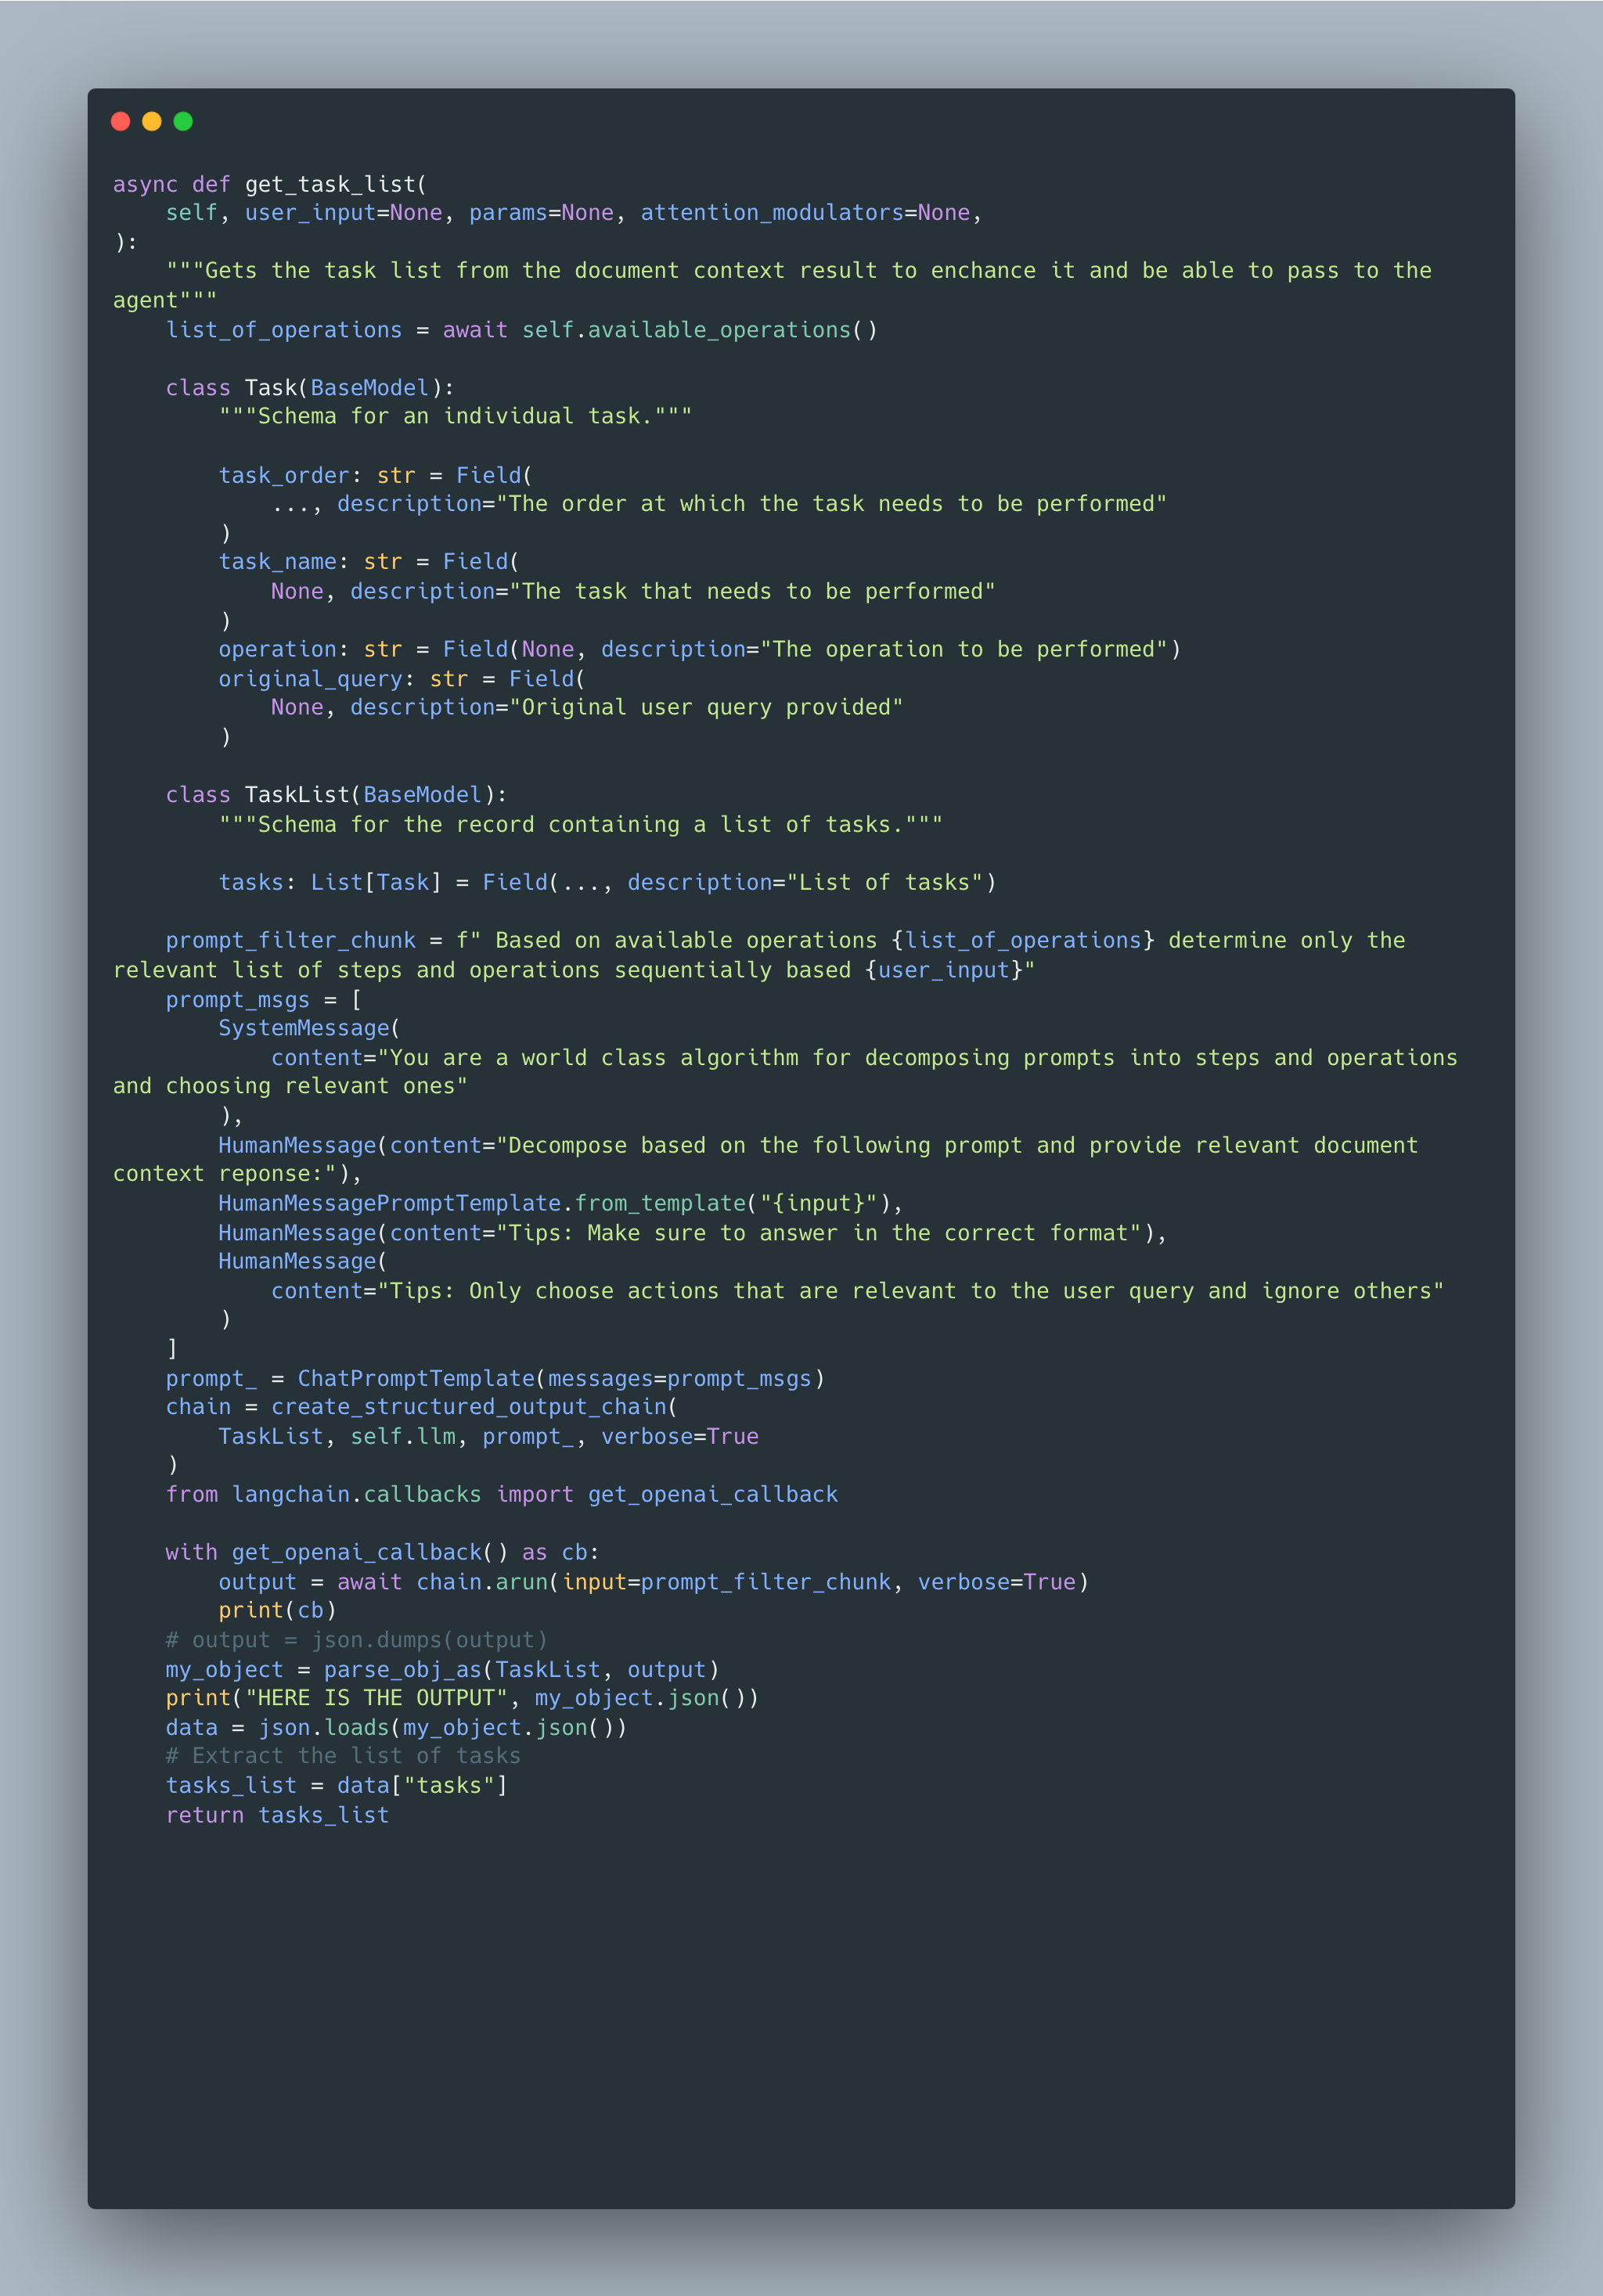 async def get_task_list(
    self, user_input=None, params=None, attention_modulators=None,
):
    """Gets the task list from the document context result to enchance it and be able to pass to the
agent"""
    list_of_operations = await self.available_operations()

    class Task(BaseModel):
        """Schema for an individual task."""

        task_order: str = Field(
            ..., description="The order at which the task needs to be performed"
        )
        task_name: str = Field(
            None, description="The task that needs to be performed"
        )
        operation: str = Field(None, description="The operation to be performed")
        original_query: str = Field(
            None, description="Original user query provided"
        )

    class TaskList(BaseModel):
        """Schema for the record containing a list of tasks."""

        tasks: List[Task] = Field(..., description="List of tasks")

    prompt_filter_chunk = f" Based on available operations {list_of_operations} determine only the
relevant list of steps and operations sequentially based {user_input}"
    prompt_msgs = [
        SystemMessage(
            content="You are a world class algorithm for decomposing prompts into steps and operations
and choosing relevant ones"
        ),
        HumanMessage(content="Decompose based on the following prompt and provide relevant document
context reponse:"),
        HumanMessagePromptTemplate.from_template("{input}"),
        HumanMessage(content="Tips: Make sure to answer in the correct format"),
        HumanMessage(
            content="Tips: Only choose actions that are relevant to the user query and ignore others"
        )
    ]
    prompt_ = ChatPromptTemplate(messages=prompt_msgs)
    chain = create_structured_output_chain(
        TaskList, self.llm, prompt_, verbose=True
    )
    from langchain.callbacks import get_openai_callback

    with get_openai_callback() as cb:
        output = await chain.arun(input=prompt_filter_chunk, verbose=True)
        print(cb)
    # output = json.dumps(output)
    my_object = parse_obj_as(TaskList, output)
    print("HERE IS THE OUTPUT", my_object.json())
    data = json.loads(my_object.json())
    # Extract the list of tasks
    tasks_list = data["tasks"]
    return tasks_list